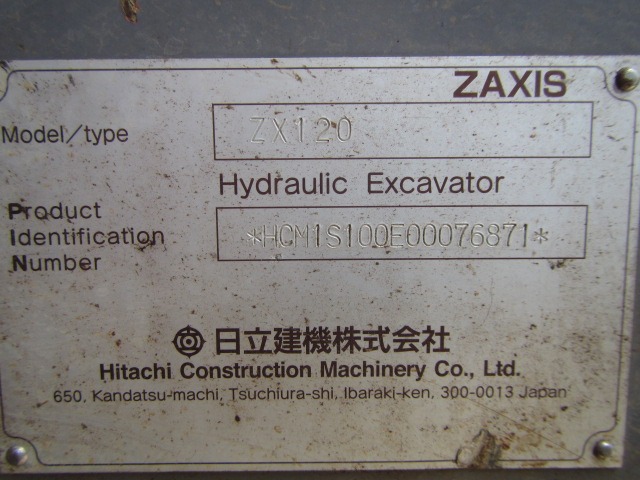 ZAXIS
Model/type ZX120
Hydraulic Excavator
Product
Identification *HCM1S100E00076871*
Number
日立建機株式会社
Hitachi Construction Machinery Co., Ltd.
650, Kandatsu-machi, Tsuchiura-shi, Ibaraki-ken, 300-0013 Japan